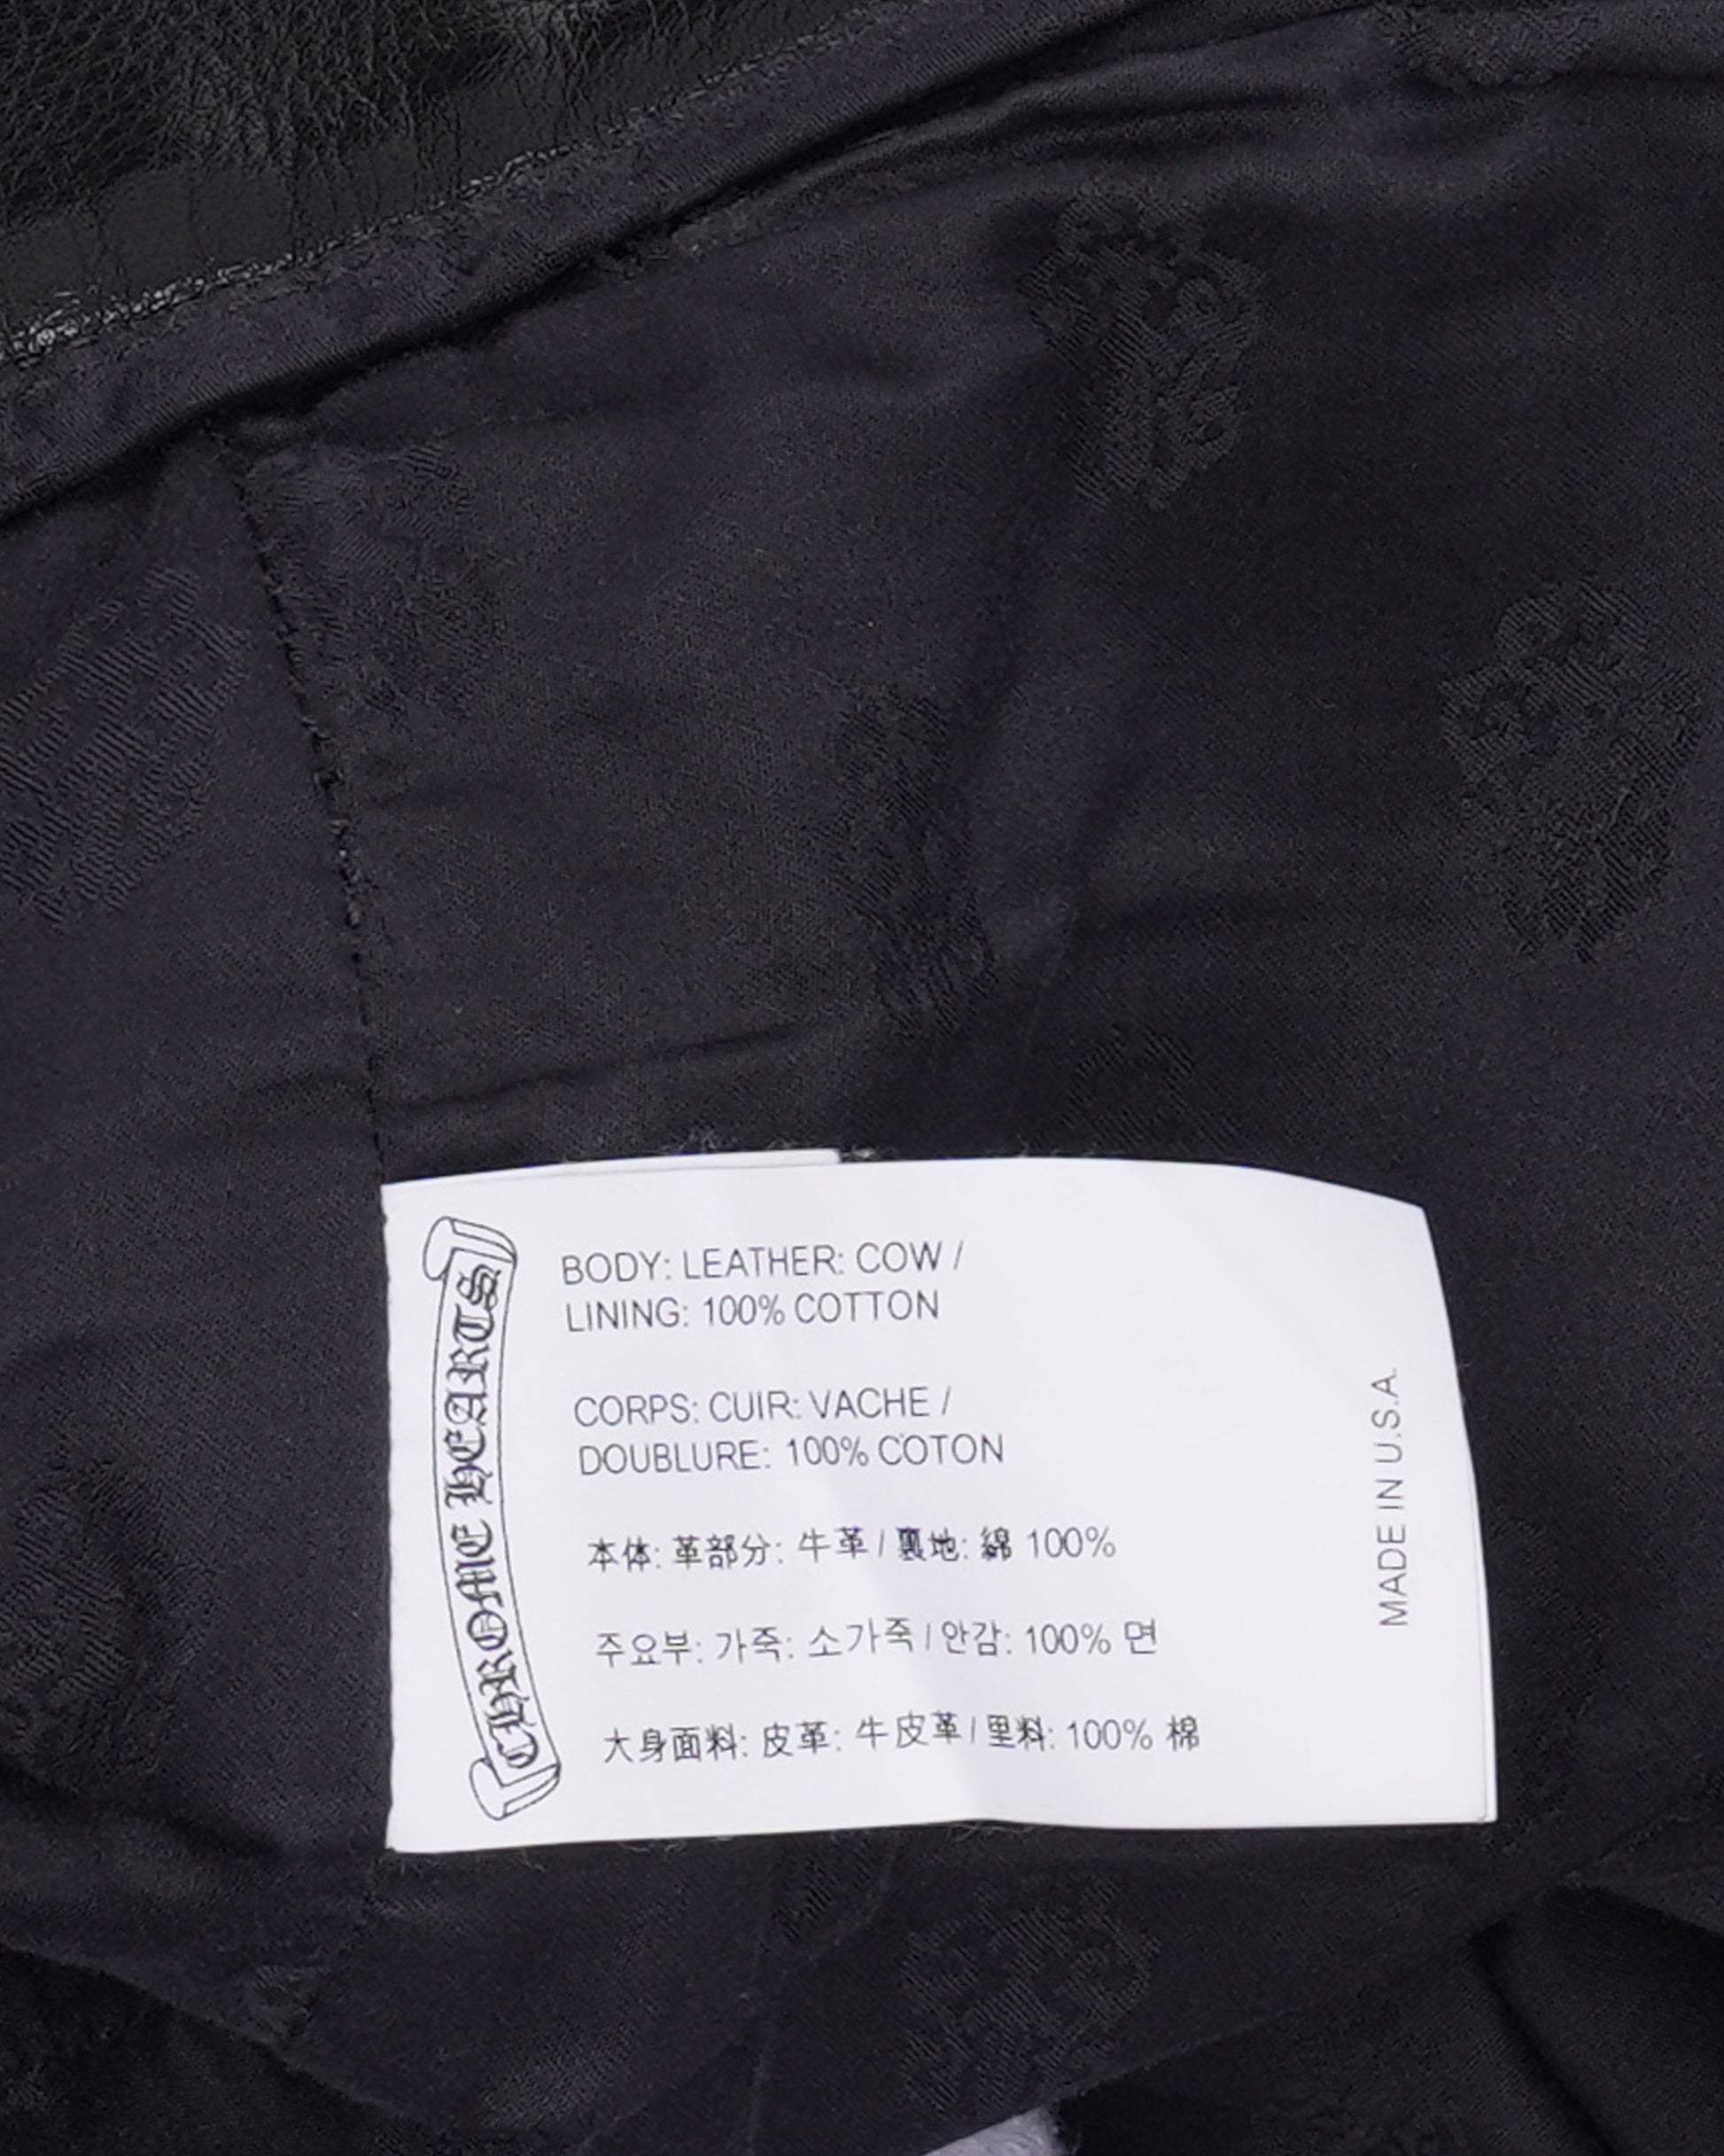 CHROME HEARTS
BODY: LEATHER: COW /
LINING: 100% COTTON
CORPS: CUIR: VACHE /
DOUBLURE: 100% COTON
本体: 革部分: 牛革 / 裏地: 綿 100%
주요부: 가죽: 소가죽 / 안감: 100% 면
大身面料: 皮革: 牛皮革 / 里料: 100% 棉
MADE IN U.S.A.